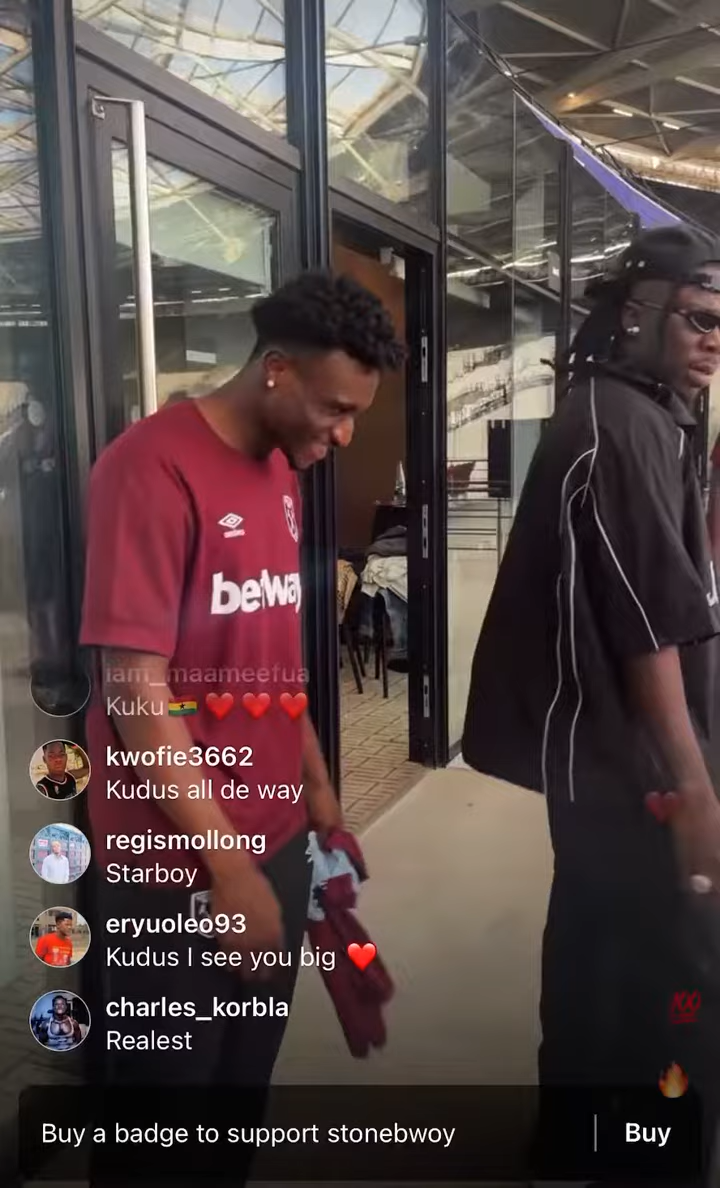 umbro
betway
iam_maameefua
Kuku🇬🇭 ❤️ ❤️ ❤️
kwofie3662
Kudus all de way
regismollong
Starboy
eryuoleo93
Kudus I see you big ❤️
charles_korbla
Realest
💯
🔥
Buy a badge to support stonebwoy | Buy